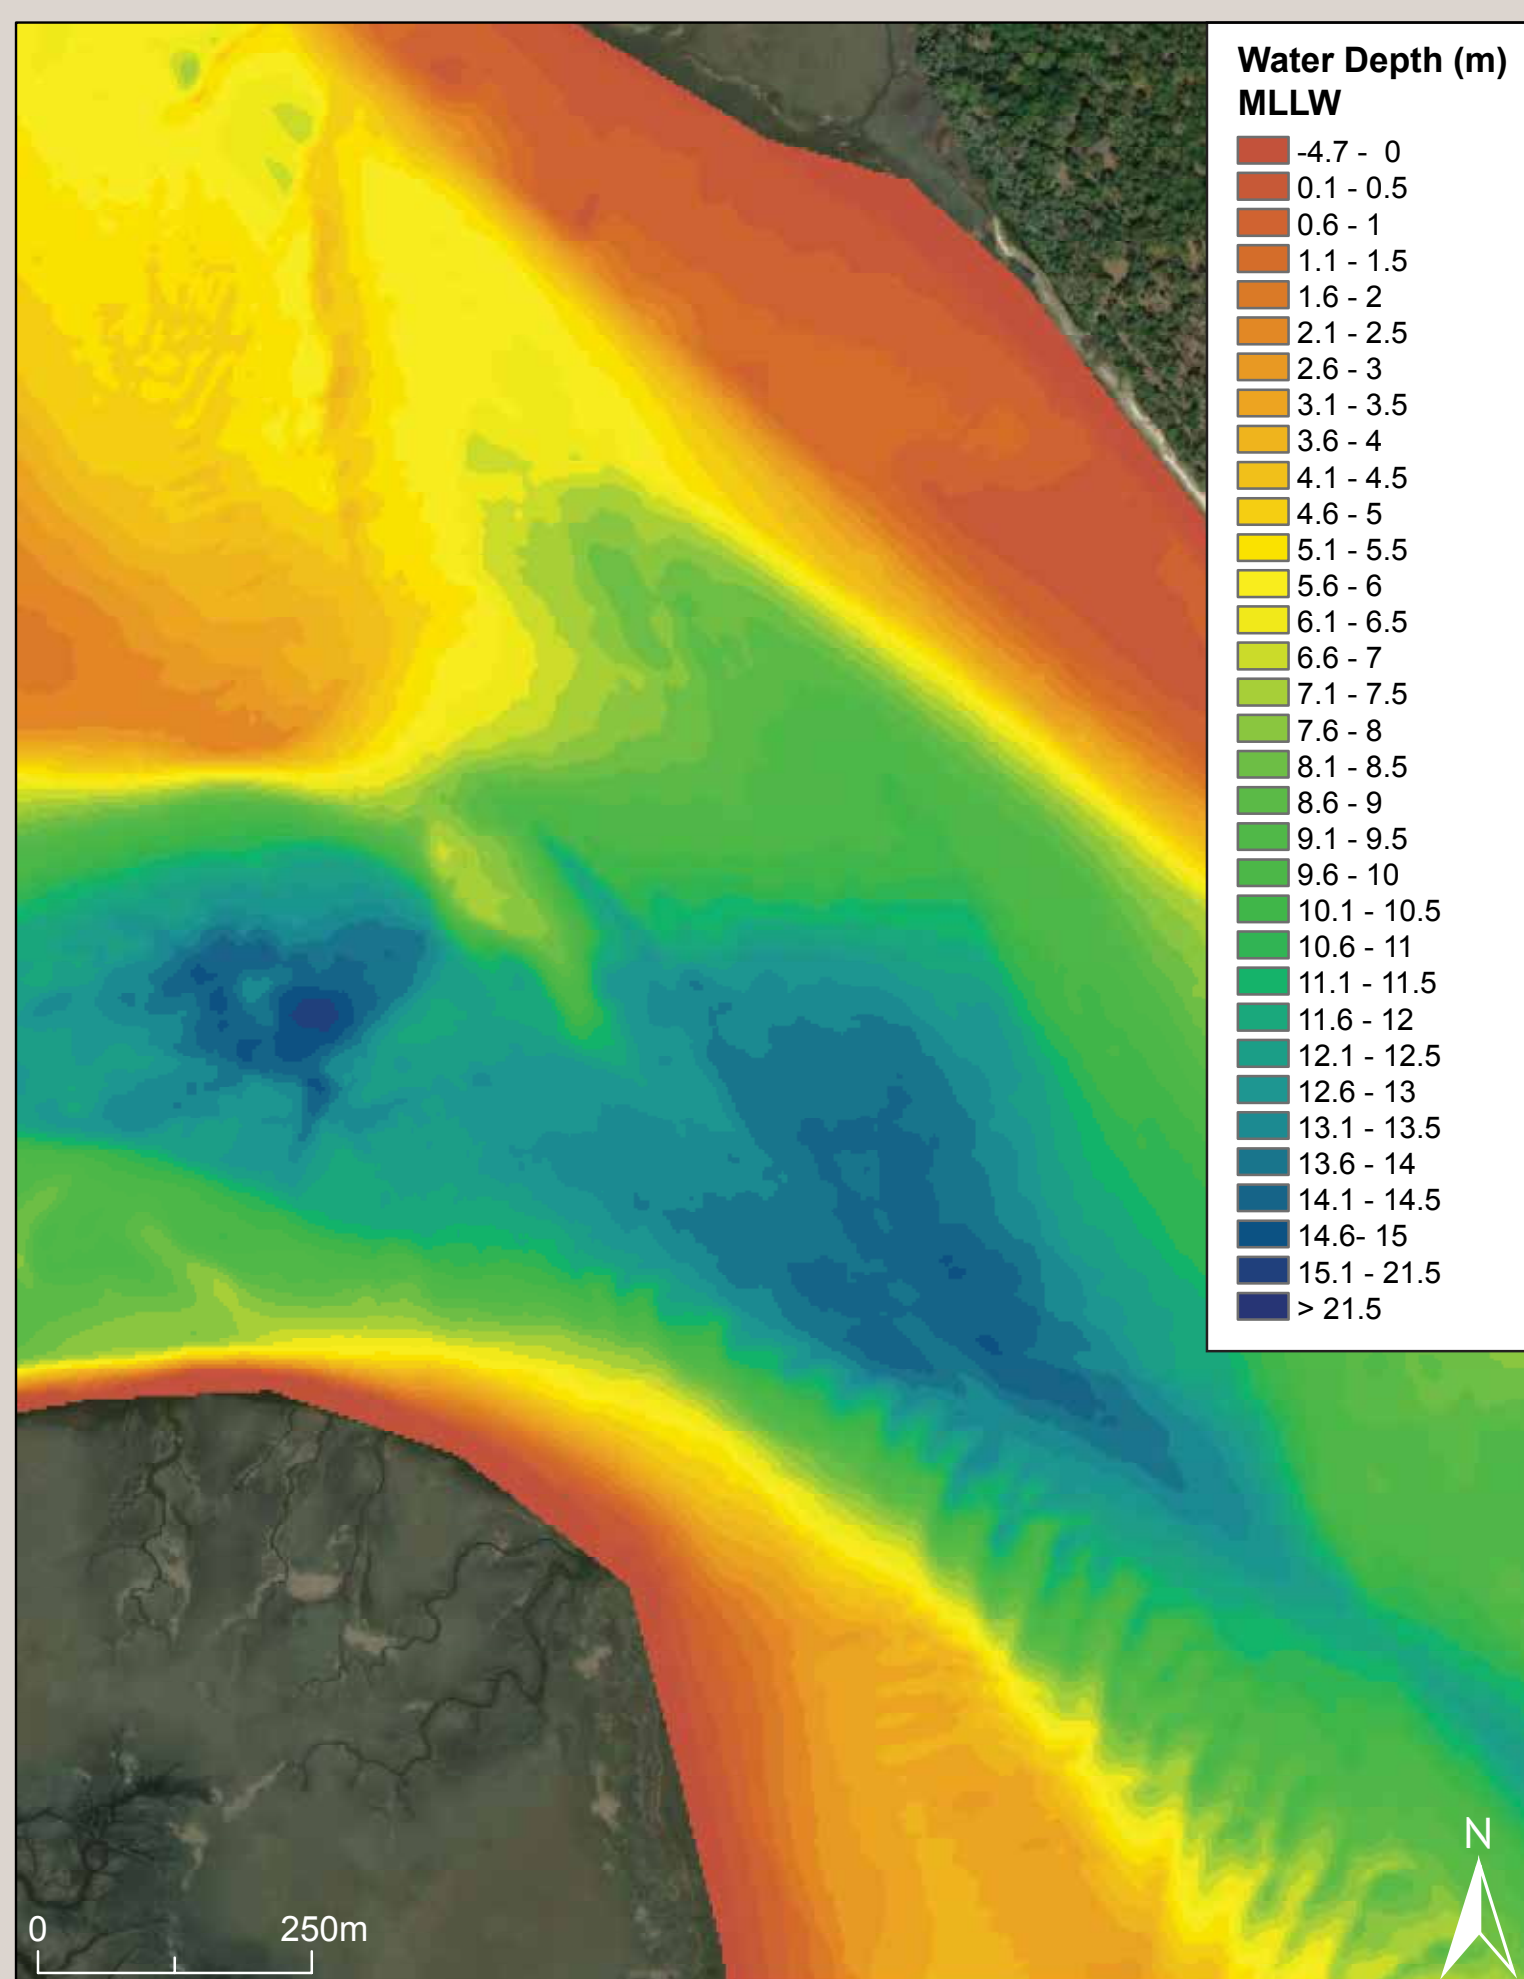 Water Depth (m)
MLLW
-4.7 - 0
0.1 - 0.5
0.6 - 1
1.1 - 1.5
1.6 - 2
2.1 - 2.5
2.6 - 3
3.1 - 3.5
3.6 - 4
4.1 - 4.5
4.6 - 5
5.1 - 5.5
5.6 - 6
6.1 - 6.5
6.6 - 7
7.1 - 7.5
7.6 - 8
8.1 - 8.5
8.6 - 9
9.1 - 9.5
9.6 - 10
10.1 - 10.5
10.6 - 11
11.1 - 11.5
11.6 - 12
12.1 - 12.5
12.6 - 13
13.1 - 13.5
13.6 - 14
14.1 - 14.5
14.6- 15
15.1 - 21.5
> 21.5
N
0 250m